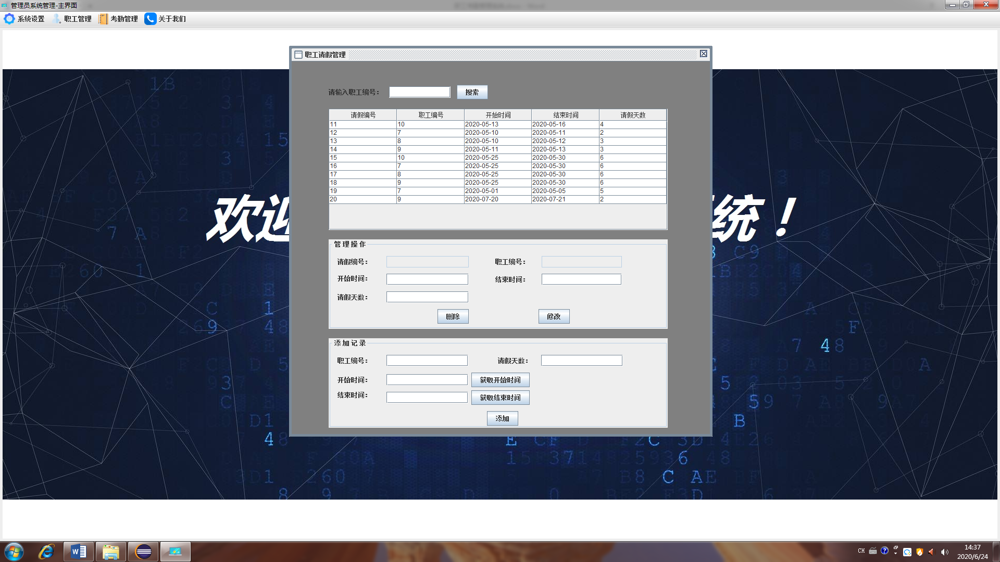 管理员系统管理-主界面
系统设置 职工管理 考勤管理 关于我们
职工请假管理
请输入职工编号： 搜索
请假编号 职工编号 开始时间 结束时间 请假天数
11 10 2020-05-13 2020-05-16 4
12 7 2020-05-10 2020-05-11 2
13 8 2020-05-10 2020-05-12 3
14 9 2020-05-11 2020-05-13 3
15 10 2020-05-25 2020-05-30 6
16 7 2020-05-25 2020-05-30 6
17 8 2020-05-25 2020-05-30 6
18 9 2020-05-25 2020-05-30 6
19 7 2020-05-01 2020-05-05 5
20 9 2020-07-20 2020-07-21 2
欢迎 统！
管理操作
请假编号： 职工编号：
开始时间： 结束时间：
请假天数：
删除 修改
添加记录
职工编号： 请假天数：
开始时间： 获取开始时间
结束时间： 获取结束时间
添加
CH
14:37
2020/6/24